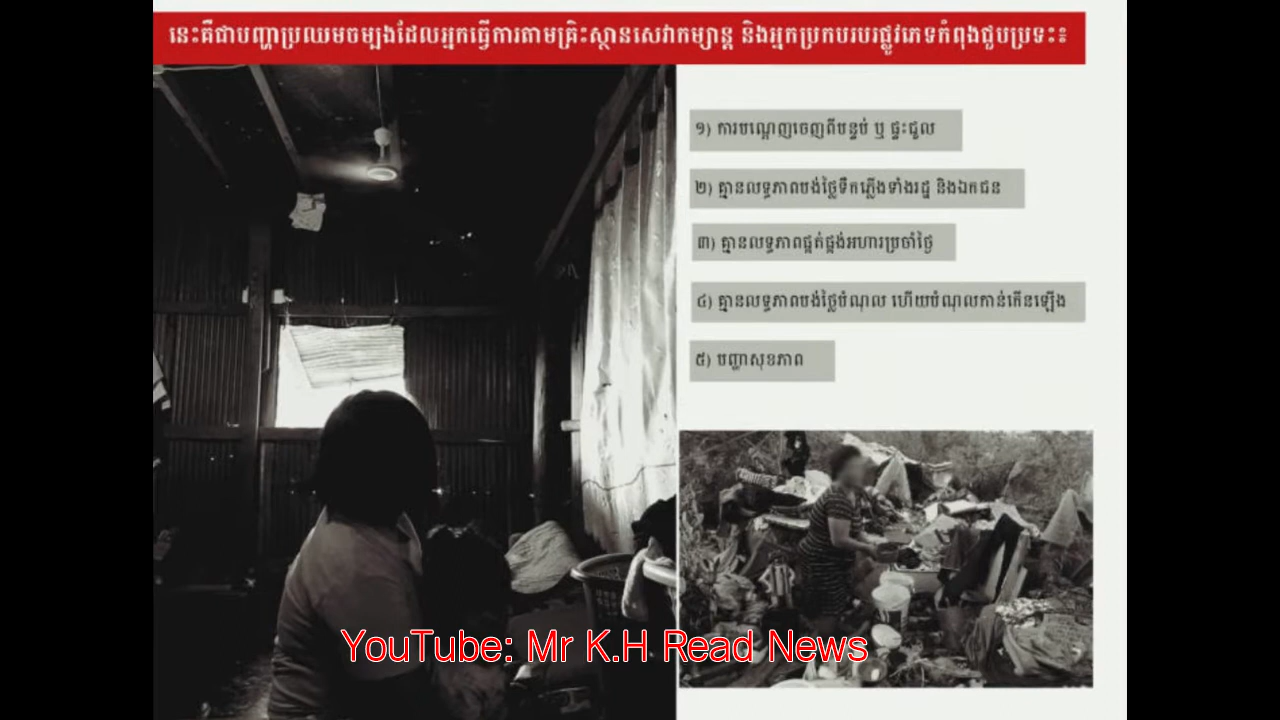 នេះគឺជាបញ្ហាប្រឈមចម្បងដែលអ្នកធ្វើការតាមគ្រឹះស្ថានសេវាកម្សាន្ត និងអ្នកប្រកបរបរផ្លូវភេទកំពុងជួបប្រទះ៖
១) ការបណ្តេញចេញពីបន្ទប់ ឬ ផ្ទះជួល
២) គ្មានលទ្ធភាពបង់ថ្លៃទឹកភ្លើងទាំងរដ្ឋ និងឯកជន
៣) គ្មានលទ្ធភាពផ្គត់ផ្គង់អហារប្រចាំថ្ងៃ
៤) គ្មានលទ្ធភាពបង់ថ្លៃបំណុល ហើយបំណុលកាន់កើនឡើង
៥) បញ្ហាសុខភាព
YouTube: Mr K.H Read News